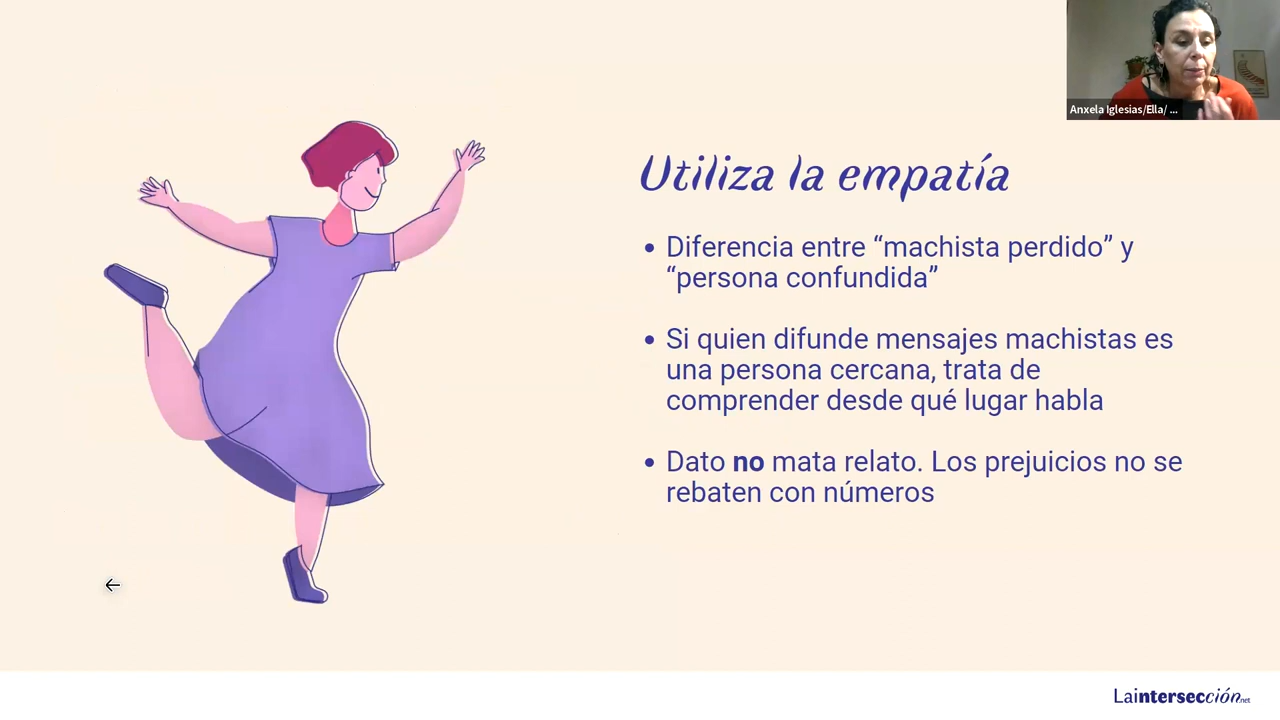 Anxela Iglesias/Ella/ ...
Utiliza la empatía
• Diferencia entre “machista perdido” y
“persona confundida”
• Si quien difunde mensajes machistas es
una persona cercana, trata de
comprender desde qué lugar habla
• Dato no mata relato. Los prejuicios no se
rebaten con números
Laintersección.net